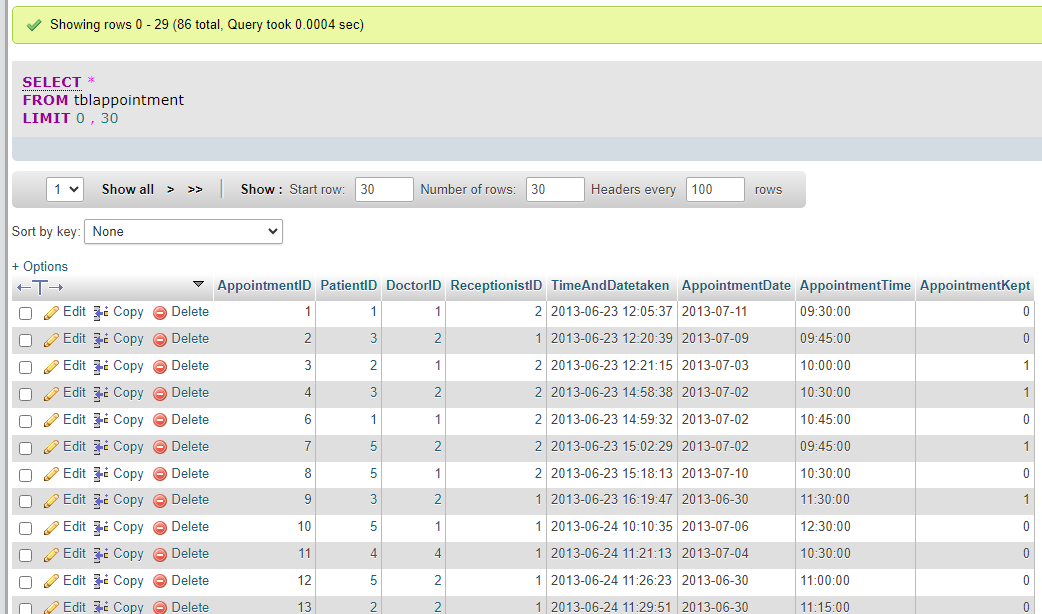 Showing rows 0 - 29 (86 total, Query took 0.0004 sec)
SELECT *
FROM tblappointment
LIMIT 0 , 30
1 Show all > >> Show : Start row: 30 Number of rows: 30 Headers every 100 rows
Sort by key: None
+ Options
←T→ AppointmentID PatientID DoctorID ReceptionistID TimeAndDatetaken AppointmentDate AppointmentTime AppointmentKept
Edit Copy Delete 1 1 1 2 2013-06-23 12:05:37 2013-07-11 09:30:00 0
Edit Copy Delete 2 3 2 1 2013-06-23 12:20:39 2013-07-09 09:45:00 0
Edit Copy Delete 3 2 1 2 2013-06-23 12:21:15 2013-07-03 10:00:00 1
Edit Copy Delete 4 3 2 2 2013-06-23 14:58:38 2013-07-02 10:30:00 1
Edit Copy Delete 6 1 1 2 2013-06-23 14:59:32 2013-07-02 10:45:00 0
Edit Copy Delete 7 5 2 2 2013-06-23 15:02:29 2013-07-02 09:45:00 1
Edit Copy Delete 8 5 1 2 2013-06-23 15:18:13 2013-07-10 10:30:00 0
Edit Copy Delete 9 3 2 1 2013-06-23 16:19:47 2013-06-30 11:30:00 1
Edit Copy Delete 10 5 1 1 2013-06-24 10:10:35 2013-07-06 12:30:00 0
Edit Copy Delete 11 4 4 1 2013-06-24 11:21:13 2013-07-04 10:30:00 0
Edit Copy Delete 12 5 2 1 2013-06-24 11:26:23 2013-06-30 11:00:00 0
Edit Copy Delete 13 2 2 1 2013-06-24 11:29:51 2013-06-30 11:15:00 0